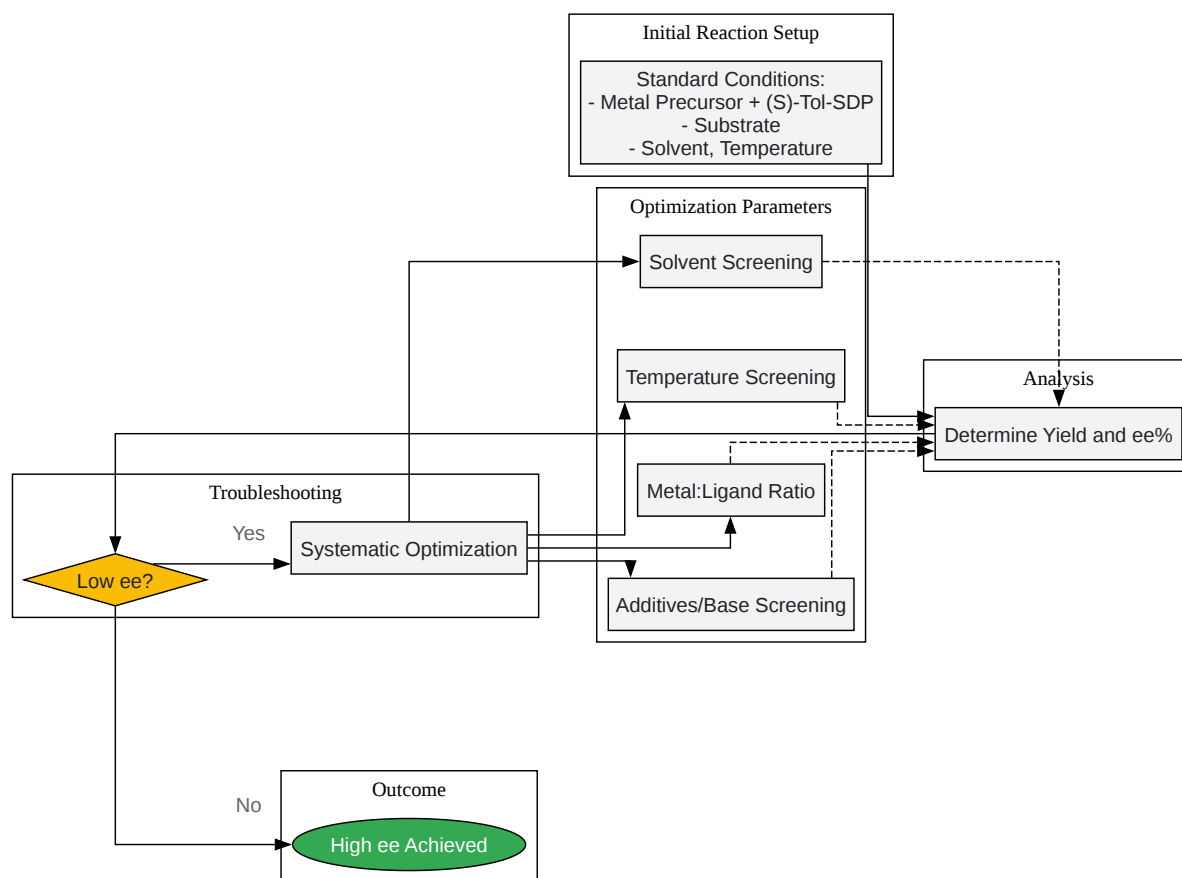 Initial Reaction Setup
Standard Conditions:
- Metal Precursor + (S)-Tol-SDP
- Substrate
- Solvent, Temperature
Optimization Parameters
Solvent Screening
Temperature Screening
Analysis
Determine Yield and ee%
Metal:Ligand Ratio
Troubleshooting
Yes
Systematic Optimization
Low ee?
Additives/Base Screening
Outcome
No
High ee Achieved